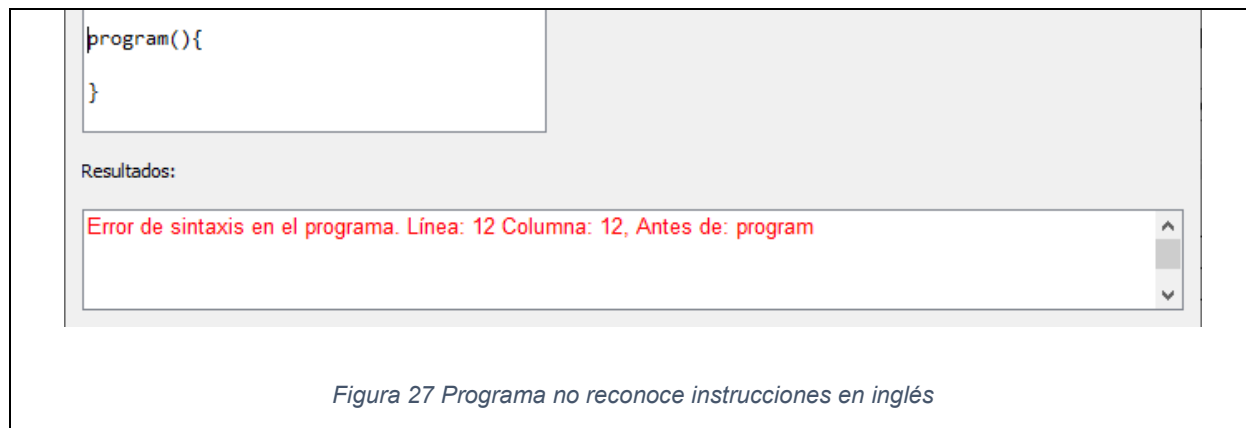 program(){
}
Resultados:
Error de sintaxis en el programa. Línea: 12 Columna: 12, Antes de: program
Figura 27 Programa no reconoce instrucciones en inglés